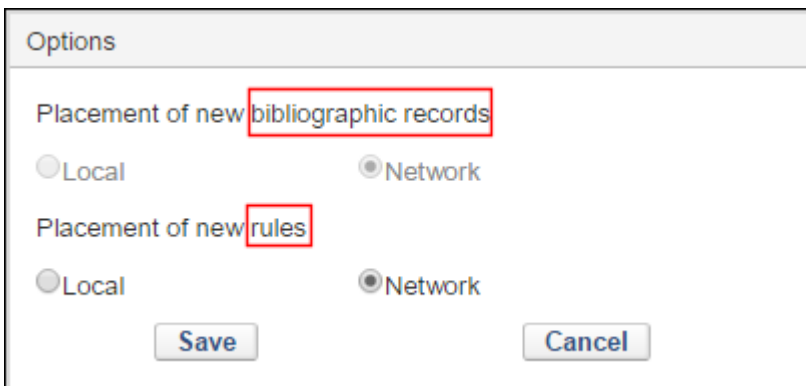 Options
Placement of new bibliographic records
Local Network
Placement of new rules
Local Network
Save Cancel